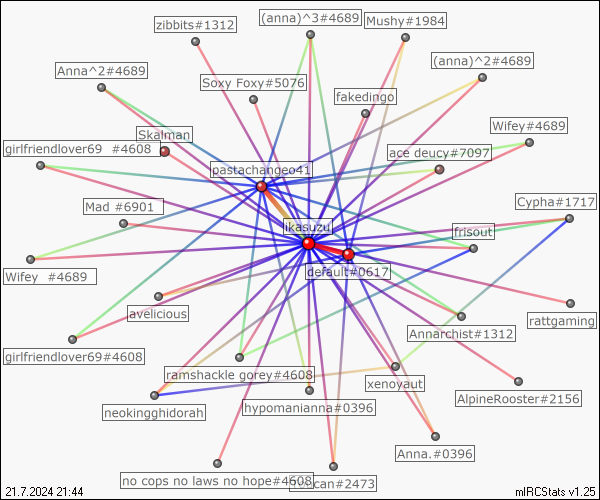 (anna)^3#4689
Mushy#1984
zibbits#1312
(anna)^2#4689
Anna^2#4689
Soxy Foxy#5076
fakedingo
Wifey#4689
Skalman
girlfriendlover69 #4608
ace deucy#7097
pastachangeo41
Cypha#1717
Mad #6901
ikasuzu
frisout
Wifey #4689
default#0617
avelicious
rattgaming
Annarchist#1312
girlfriendlover69#4608
ramshackle gorey#4608
xenoyaut
AlpineRooster#2156
neokingghidorah
hypomanianna#0396
Anna.#0396
no cops no laws no hope#4608
#2473
21.7.2024 21:44
mIRCStats v1.25